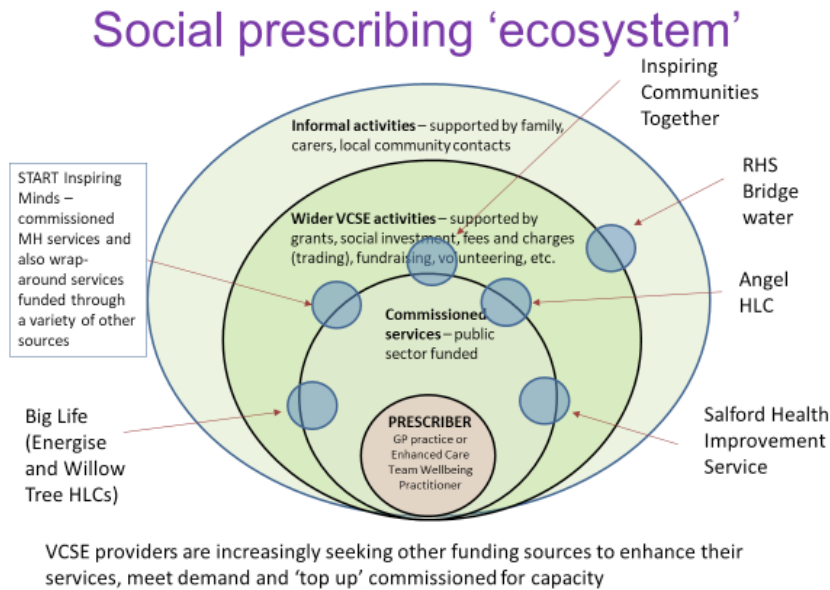 Social prescribing ‘ecosystem’
Inspiring
Communities
Together
Informal activities – supported by family,
carers, local community contacts
RHS
Bridge
water
START Inspiring
Minds –
commissioned
MH services and
also wrap-
around services
funded through
a variety of other
sources
Wider VCSE activities – supported by
grants, social investment, fees and charges
(trading), fundraising, volunteering, etc.
Angel
HLC
Commissioned
services – public
sector funded
Big Life
(Energise
and Willow
Tree HLCs)
PRESCRIBER
GP practice or
Enhanced Care
Team Wellbeing
Practitioner
Salford Health
Improvement
Service
VCSE providers are increasingly seeking other funding sources to enhance their
services, meet demand and ‘top up’ commissioned for capacity